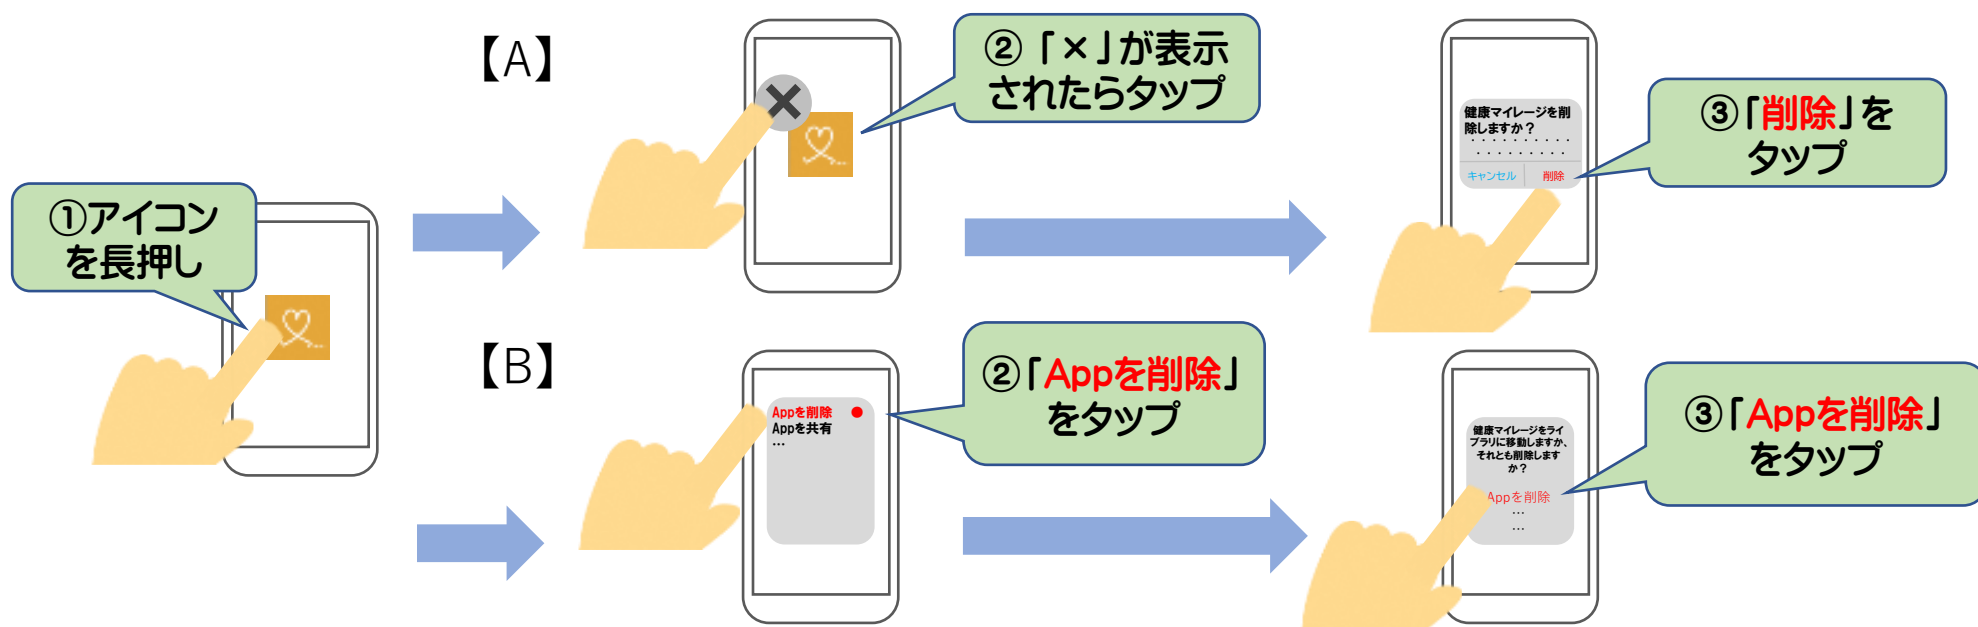 ①アイコン
を長押し
【A】
②「×」が表示
されたらタップ
健康マイレージを削
除しますか？
・・・・・・・・・・
・・・・・・・・・
キャンセル 削除
③「削除」を
タップ
【B】
Appを削除
Appを共有
…
②「Appを削除」
をタップ
健康マイレージをライ
ブラリに移動しますか、
それとも削除します
か？
Appを削除
…
…
③「Appを削除」
をタップ